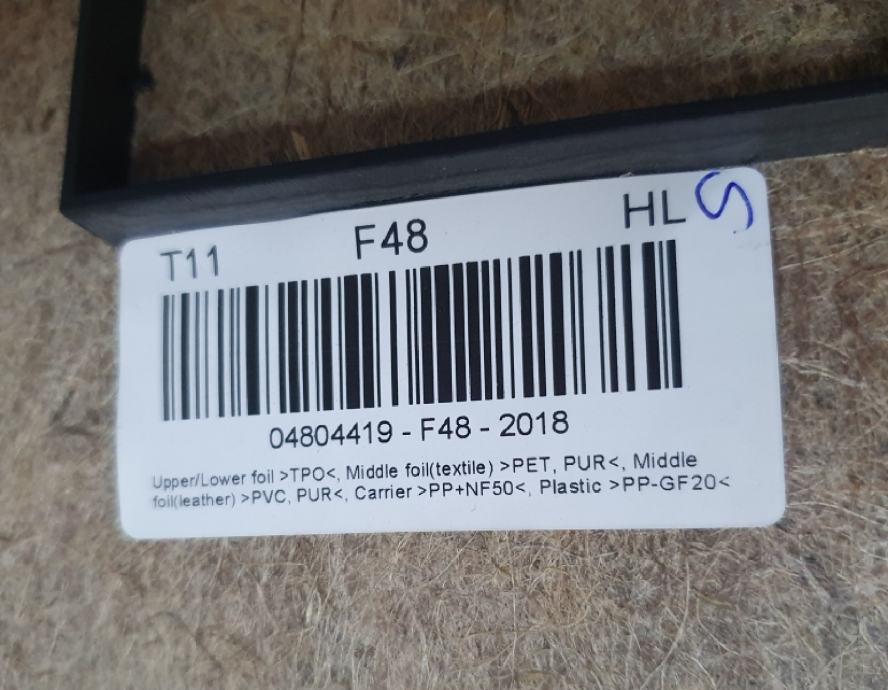 T11 F48 HL S
04804419 - F48 - 2018
Upper/Lower foil >TPO<, Middle foil(textile) >PET, PUR<, Middle
foil(leather) >PVC, PUR<, Carrier >PP+NF50<, Plastic >PP-GF20<